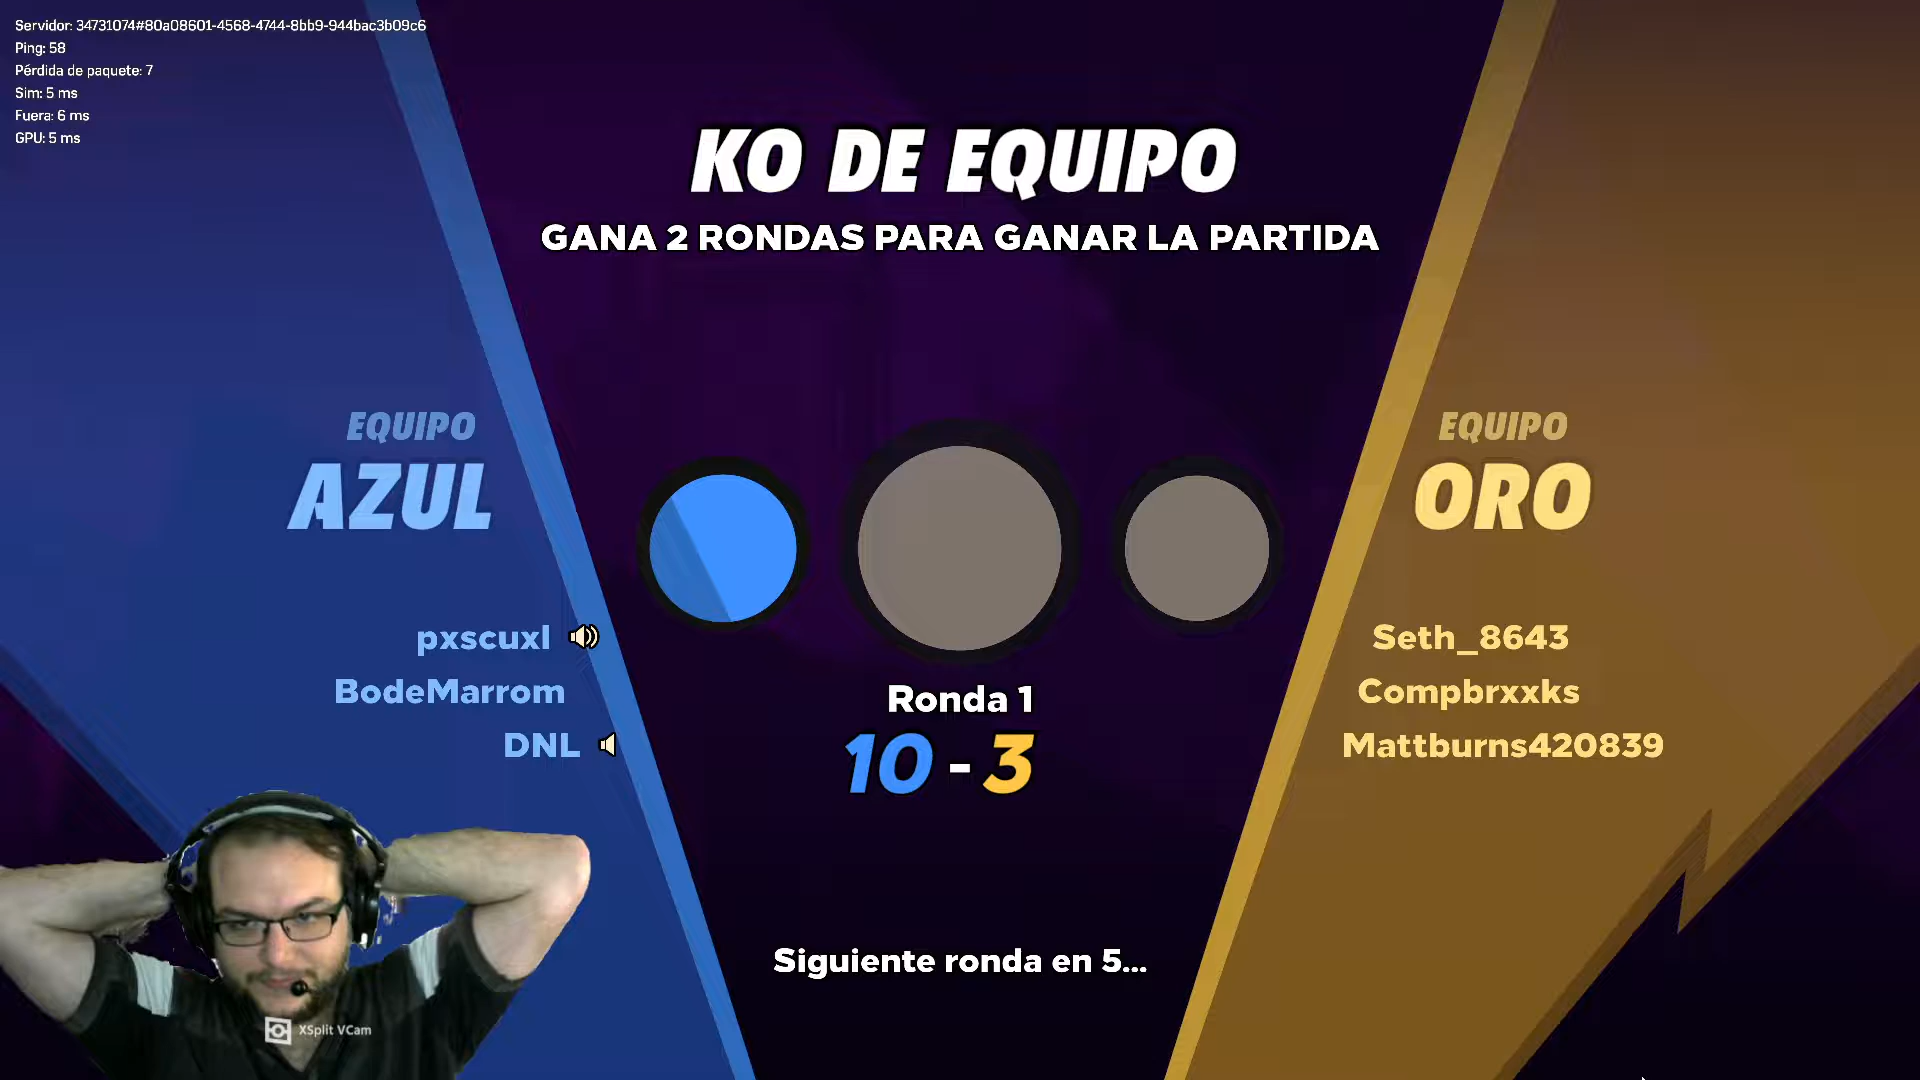 Servidor: 34731074#80a08601-4568-4744-8bb9-944bac3b09c6
Ping: 58
Pérdida de paquete: 7
Sim: 5 ms
Fuera: 6 ms
GPU: 5 ms
KO DE EQUIPO
GANA 2 RONDAS PARA GANAR LA PARTIDA
EQUIPO
AZUL
pxscuxl
BodeMarrom
DNL
EQUIPO
ORO
Seth_8643
Compbrxxks
Mattburns420839
Ronda 1
10 - 3
Siguiente ronda en 5...
XSplit VCam